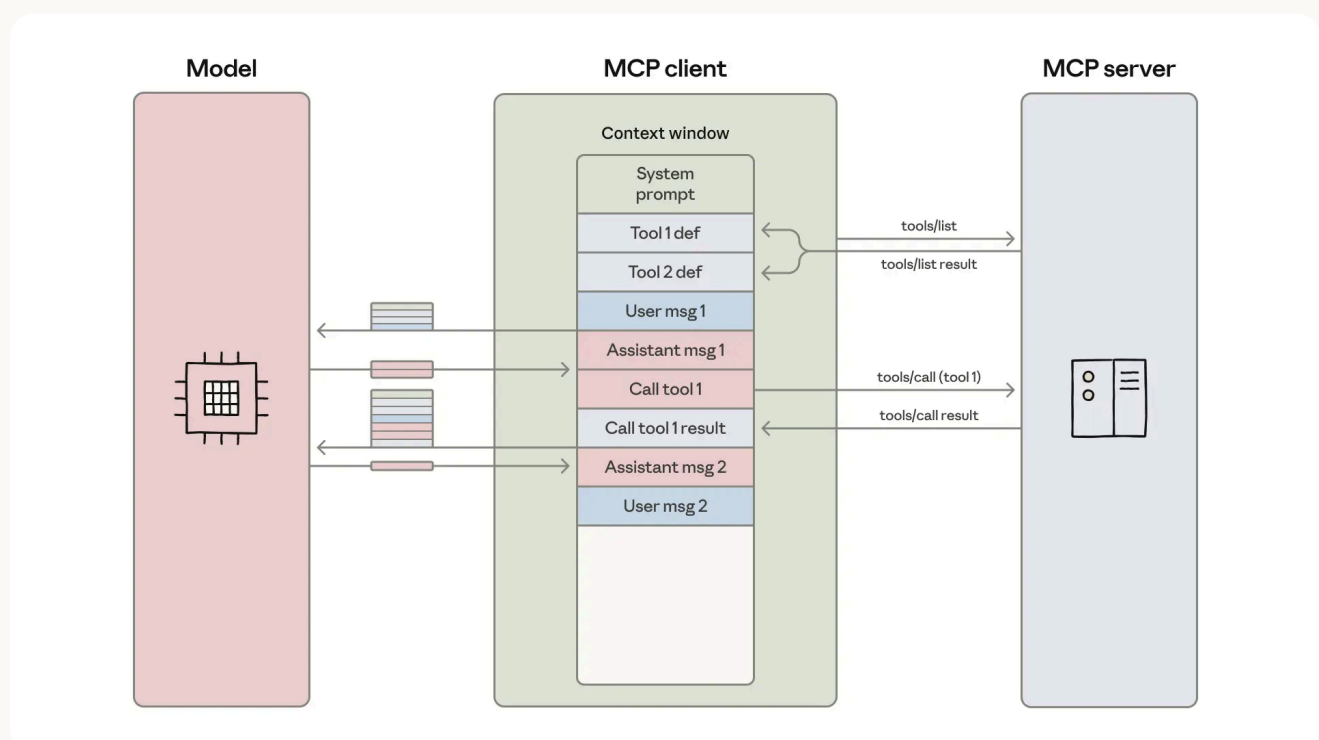 Model
MCP client
MCP server
Context window
System
prompt
Tool 1 def
Tool 2 def
User msg 1
Assistant msg 1
Call tool 1
Call tool 1 result
Assistant msg 2
User msg 2
tools/list
tools/list result
tools/call (tool 1)
tools/call result